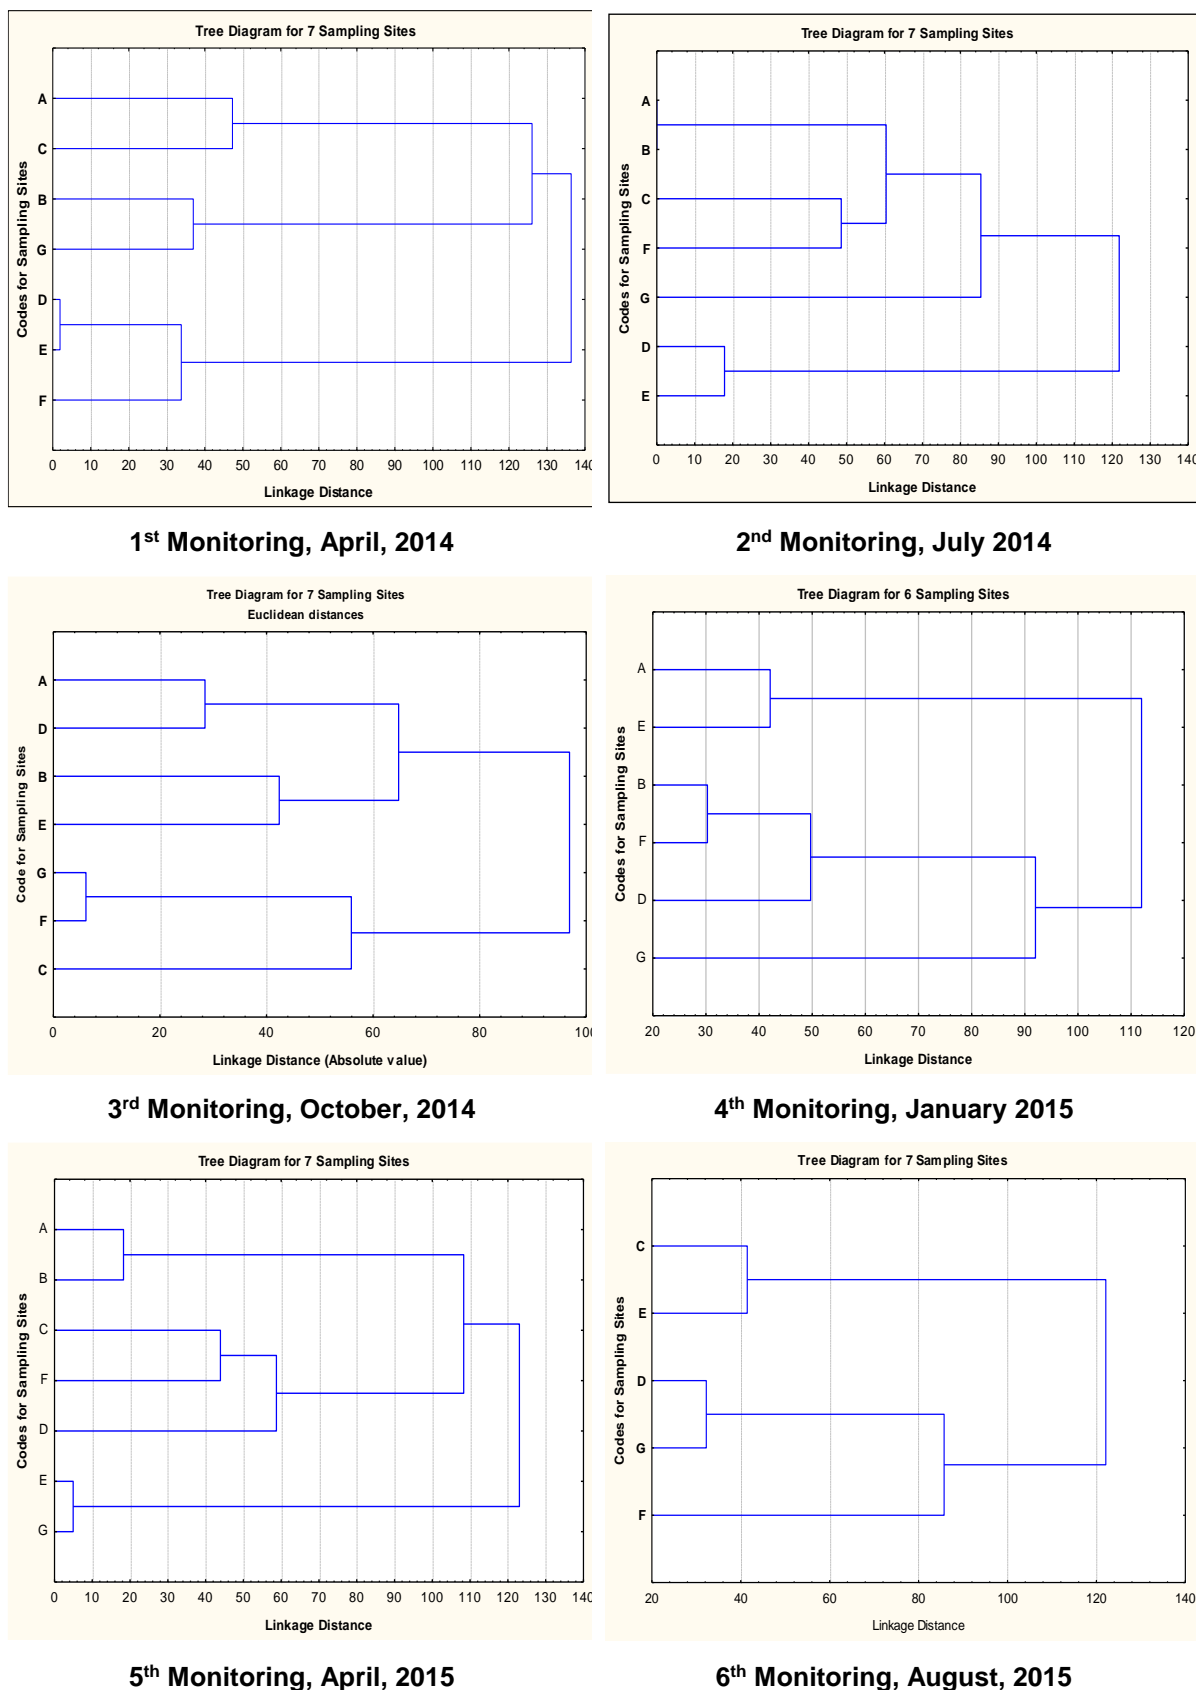 Tree Diagram for 7 Sampling Sites
Codes for Sampling Sites
A
C
B
G
D
E
F
0 10 20 30 40 50 60 70 80 90 100 110 120 130 140
Linkage Distance
1st Monitoring, April, 2014
Tree Diagram for 7 Sampling Sites
Codes for Sampling Sites
A
B
C
F
G
D
E
0 10 20 30 40 50 60 70 80 90 100 110 120 130 140
Linkage Distance
2nd Monitoring, July 2014
Tree Diagram for 7 Sampling Sites
Euclidean distances
Code for Sampling Sites
A
D
B
E
G
F
C
0 20 40 60 80 100
Linkage Distance (Absolute value)
3rd Monitoring, October, 2014
Tree Diagram for 6 Sampling Sites
Codes for Sampling Sites
A
E
B
F
D
G
20 30 40 50 60 70 80 90 100 110 120
Linkage Distance
4th Monitoring, January 2015
Tree Diagram for 7 Sampling Sites
Codes for Sampling Sites
A
B
C
F
D
E
G
0 10 20 30 40 50 60 70 80 90 100 110 120 130 140
Linkage Distance
5th Monitoring, April, 2015
Tree Diagram for 7 Sampling Sites
Codes for Sampling Sites
C
E
D
G
F
20 40 60 80 100 120 140
Linkage Distance
6th Monitoring, August, 2015